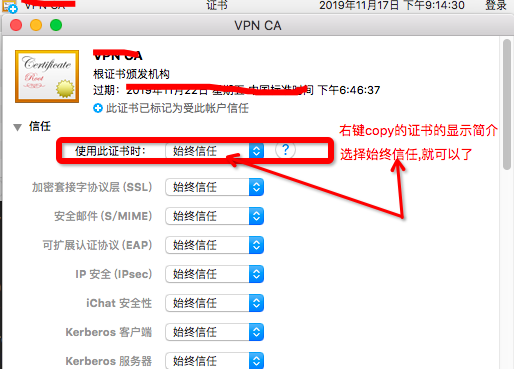 VPN CA 证书 2019年11月17日 下午9:14:30 登录
VPN CA
Certificate
Root
VPN CA
根证书颁发机构
过期: 2019年11月22日 星期五 中国标准时间 下午6:46:37
此证书已标记为受此帐户信任
信任
右键copy的证书的显示简介
使用此证书时: 始终信任 ?
选择始终信任,就可以了
加密套接字协议层 (SSL) 始终信任
安全邮件 (S/MIME) 始终信任
可扩展认证协议 (EAP) 始终信任
IP 安全 (IPsec) 始终信任
iChat 安全性 始终信任
Kerberos 客户端 始终信任
Kerberos 服务器 始终信任